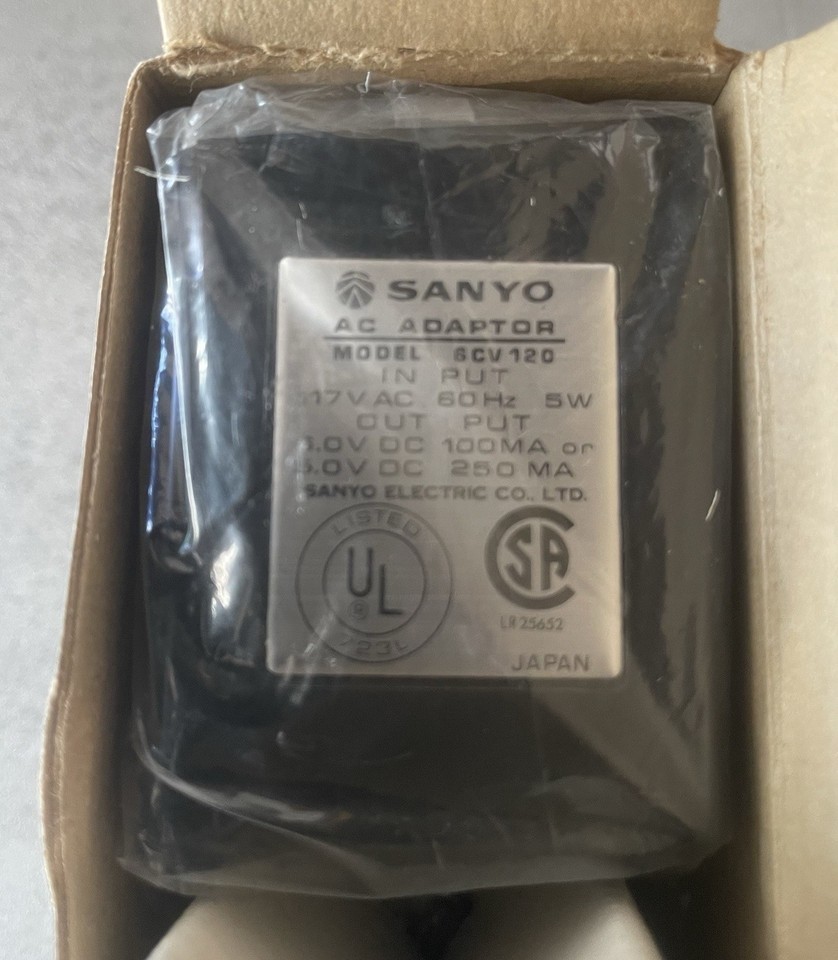 SANYO
AC ADAPTOR
MODEL 6CV120
IN PUT
117V AC 60Hz 5W
OUT PUT
DC 100MA or
DC 250 MA
SANYO ELECTRIC CO., LTD.
LISTED
UL
®
723L
SA
LR 25652
JAPAN